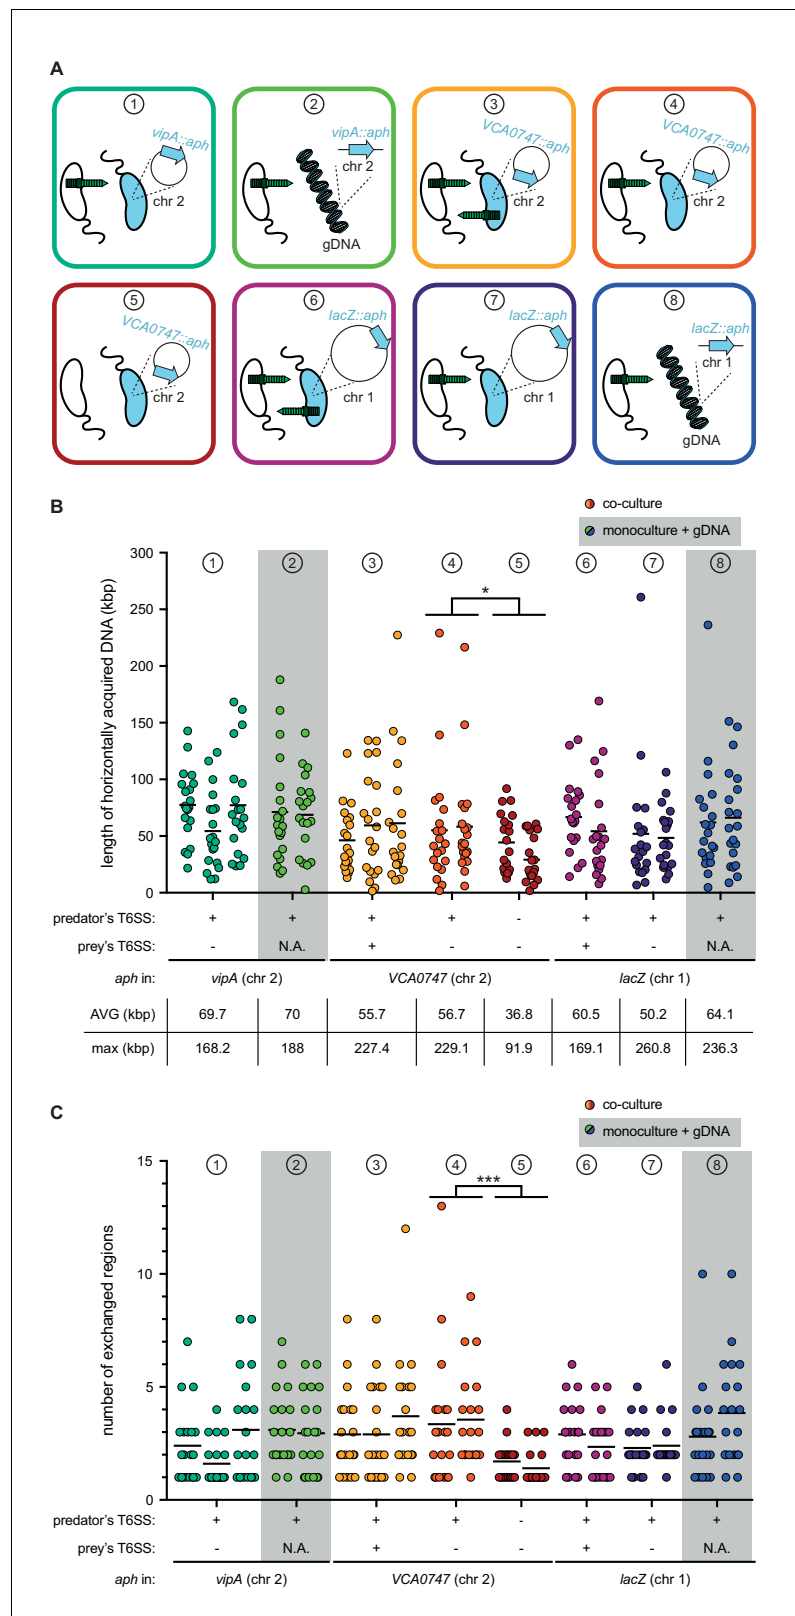 A
1 2 3 4
vipA::aph
chr 2
vipA::aph
chr 2
gDNA
VCA0747::aph
chr 2
VCA0747::aph
chr 2
5 6 7 8
VCA0747::aph
chr 2
lacZ::aph
chr 1
lacZ::aph
chr 1
lacZ::aph
chr 1
gDNA
B
co-culture
monoculture + gDNA
length of horizontally acquired DNA (kbp)
300
250
200
150
100
50
0
1 2 3 4 5 6 7 8
*
predator's T6SS: + + + + - + + +
prey's T6SS: - N.A. + - - + - N.A.
aph in: vipA (chr 2) VCA0747 (chr 2) lacZ (chr 1)
AVG (kbp) 69.7 70 55.7 56.7 36.8 60.5 50.2 64.1
max (kbp) 168.2 188 227.4 229.1 91.9 169.1 260.8 236.3
C
co-culture
monoculture + gDNA
number of exchanged regions
15
10
5
0
1 2 3 4 5 6 7 8
***
predator's T6SS: + + + + - + + +
prey's T6SS: - N.A. + - - + - N.A.
aph in: vipA (chr 2) VCA0747 (chr 2) lacZ (chr 1)